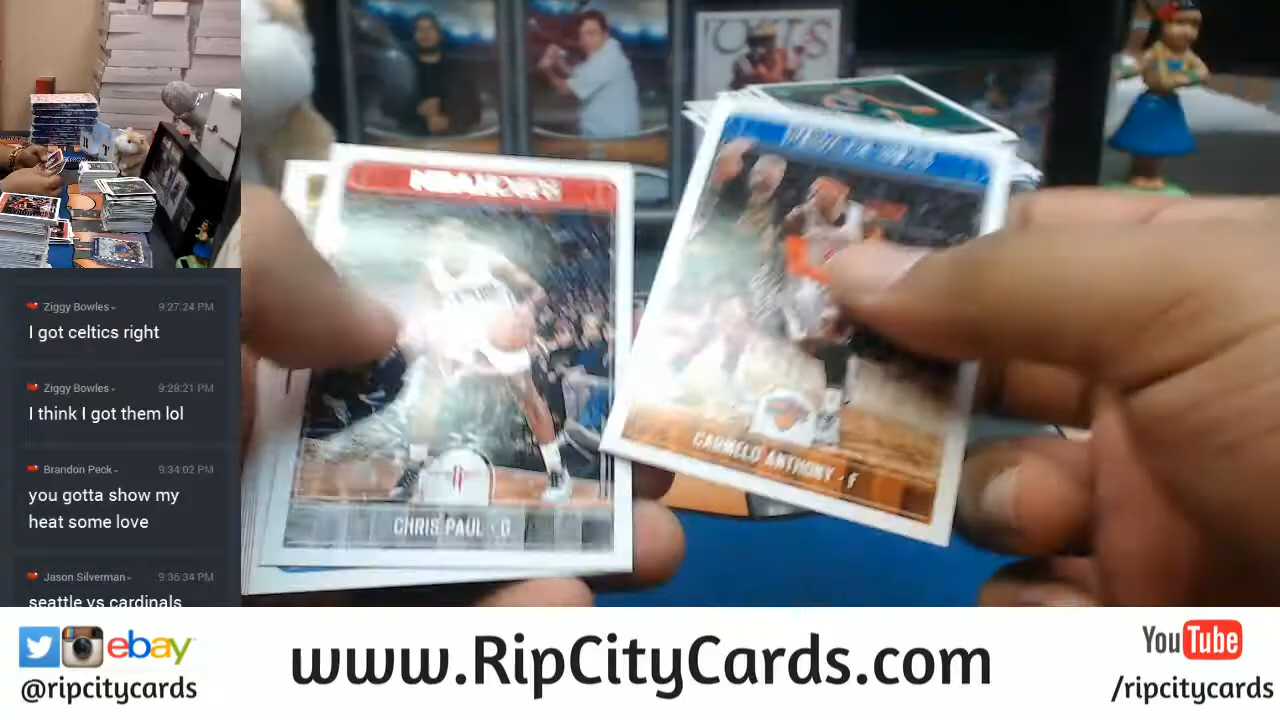 Ziggy Bowles
9:27:24 PM
I got celtics right
Ziggy Bowles
9:28:21 PM
I think I got them lol
Brandon Peck
9:34:02 PM
you gotta show my
heat some love
Jason Silverman
9:36:34 PM
seattle vs cardinals
NBA HOOPS
CHRIS PAUL · G
CARMELO ANTHONY · F
ebay
@ripcitycards
www.RipCityCards.com
YouTube
/ripcitycards